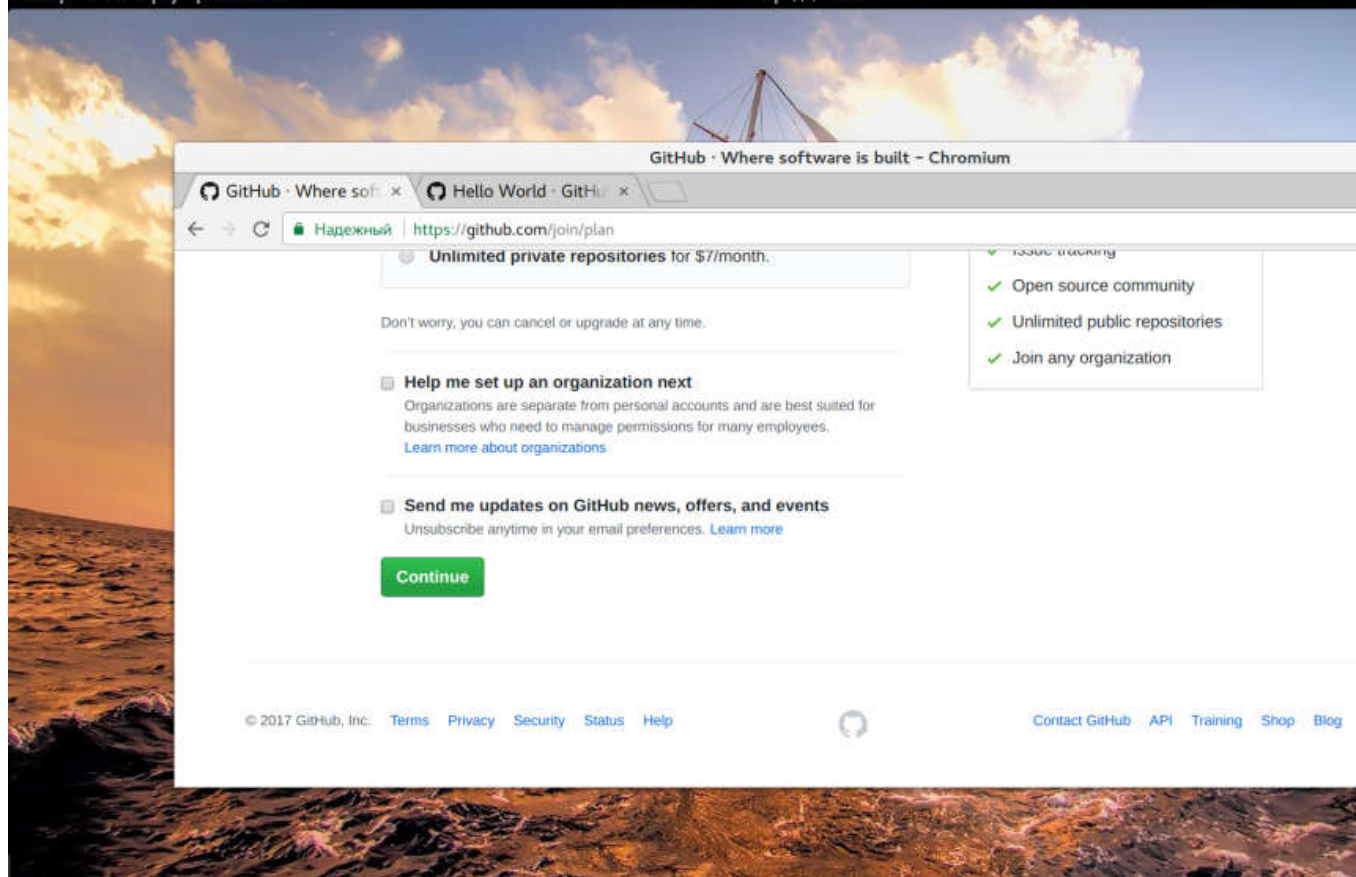 GitHub · Where software is built - Chromium
GitHub · Where sof × Hello World · GitHu ×
Надежный https://github.com/join/plan
Unlimited private repositories for $7/month.
Issue tracking
Open source community
Don't worry, you can cancel or upgrade at any time.
Unlimited public repositories
Join any organization
Help me set up an organization next
Organizations are separate from personal accounts and are best suited for
businesses who need to manage permissions for many employees.
Learn more about organizations
Send me updates on GitHub news, offers, and events
Unsubscribe anytime in your email preferences. Learn more
Continue
© 2017 GitHub, Inc. Terms Privacy Security Status Help Contact GitHub API Training Shop Blog